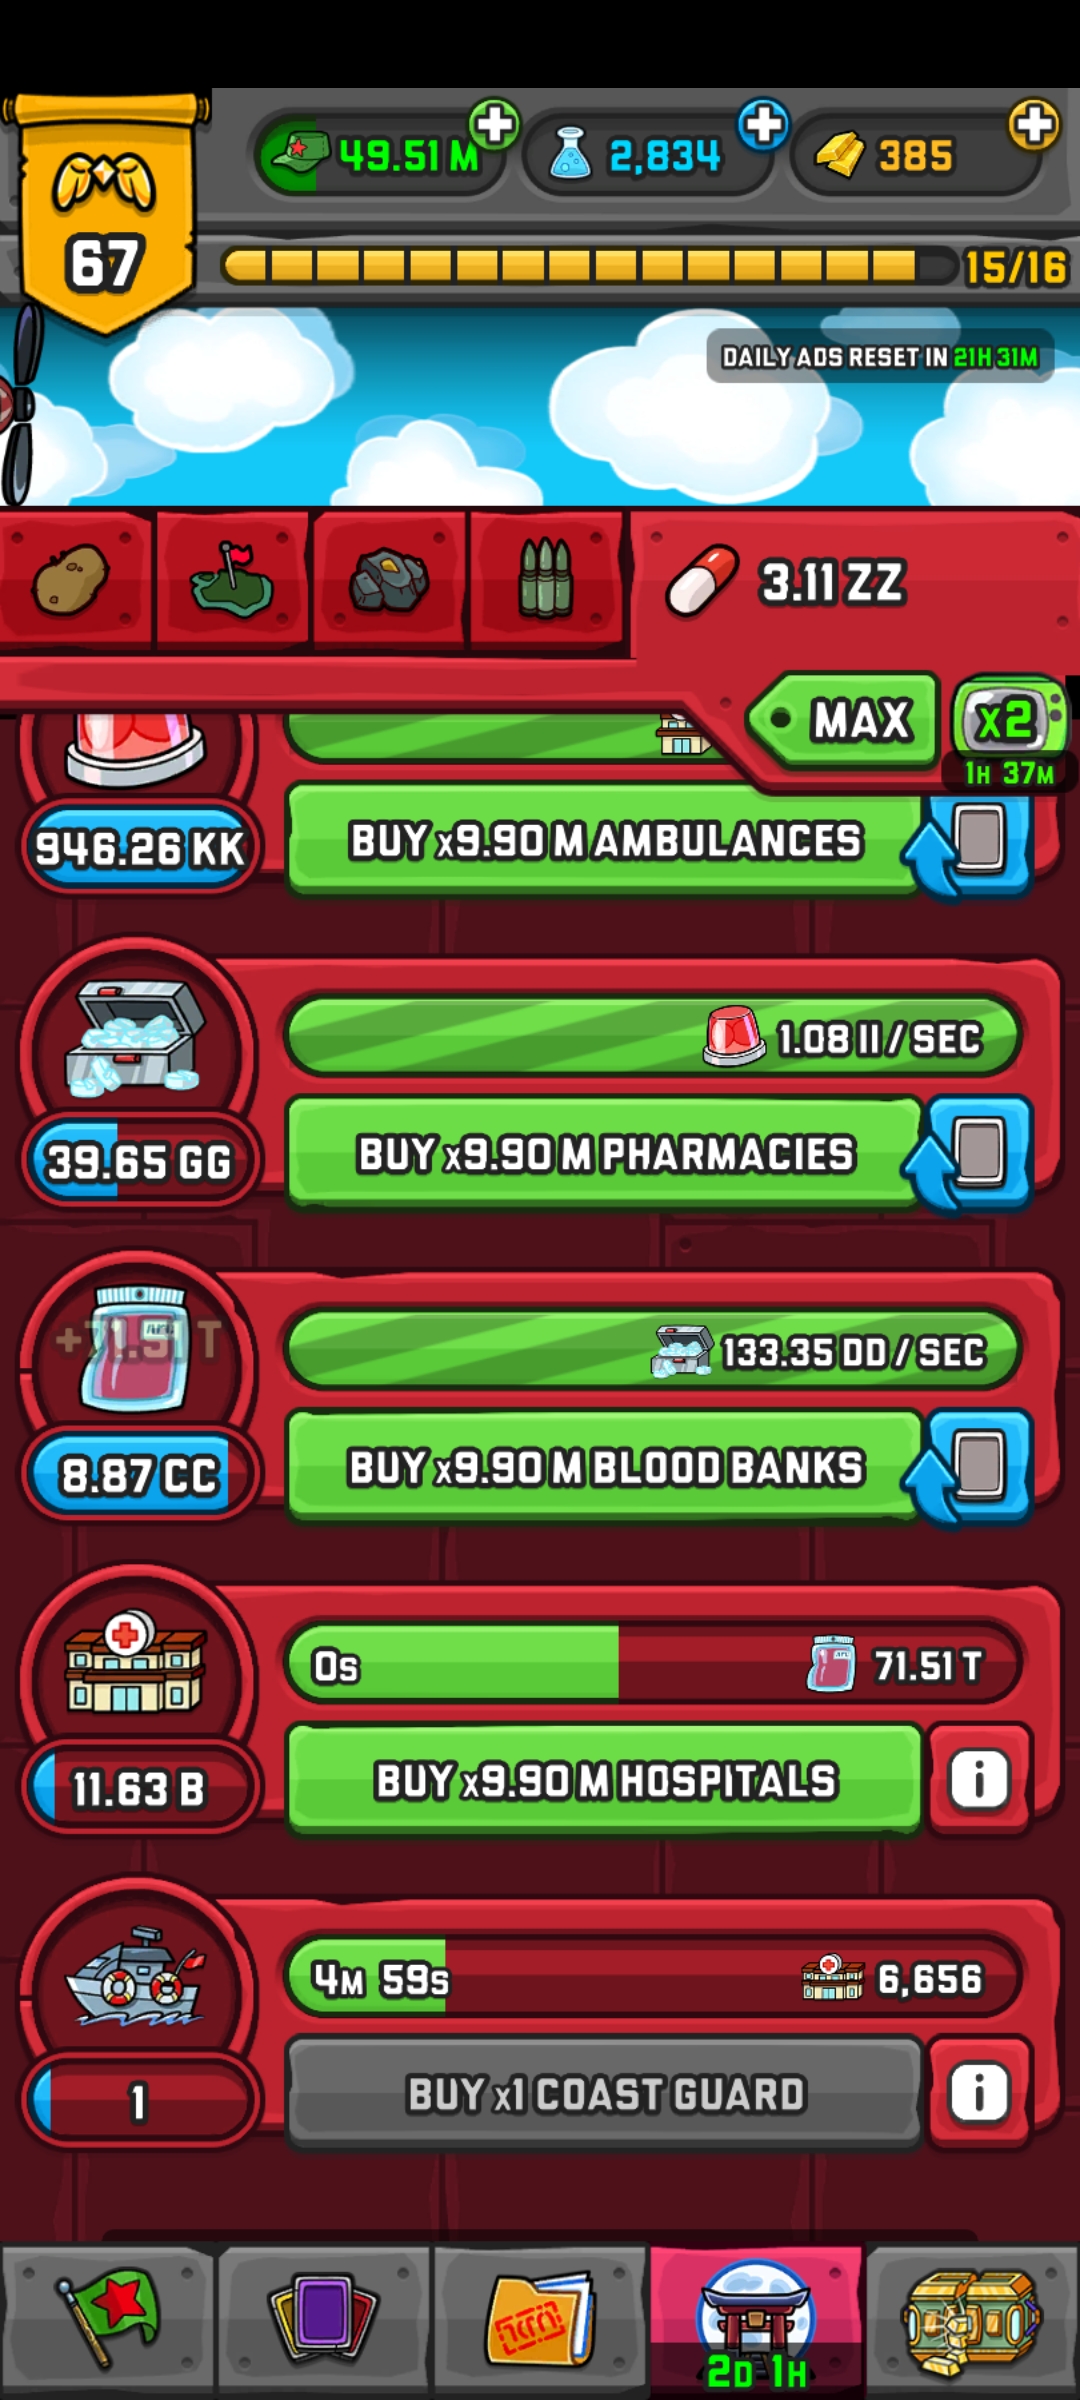 49.51 M
2,834
385
67
15/16
DAILY ADS RESET IN 21H 31M
3.11 ZZ
MAX
x2
1H 37M
946.26 KK
BUY x9.90 M AMBULANCES
1.08 II / SEC
39.65 GG
BUY x9.90 M PHARMACIES
+71.51 T
133.35 DD / SEC
8.87 CC
BUY x9.90 M BLOOD BANKS
0s
71.51 T
11.63 B
BUY x9.90 M HOSPITALS
i
4M 59s
6,656
1
BUY x1 COAST GUARD
i
2D 1H